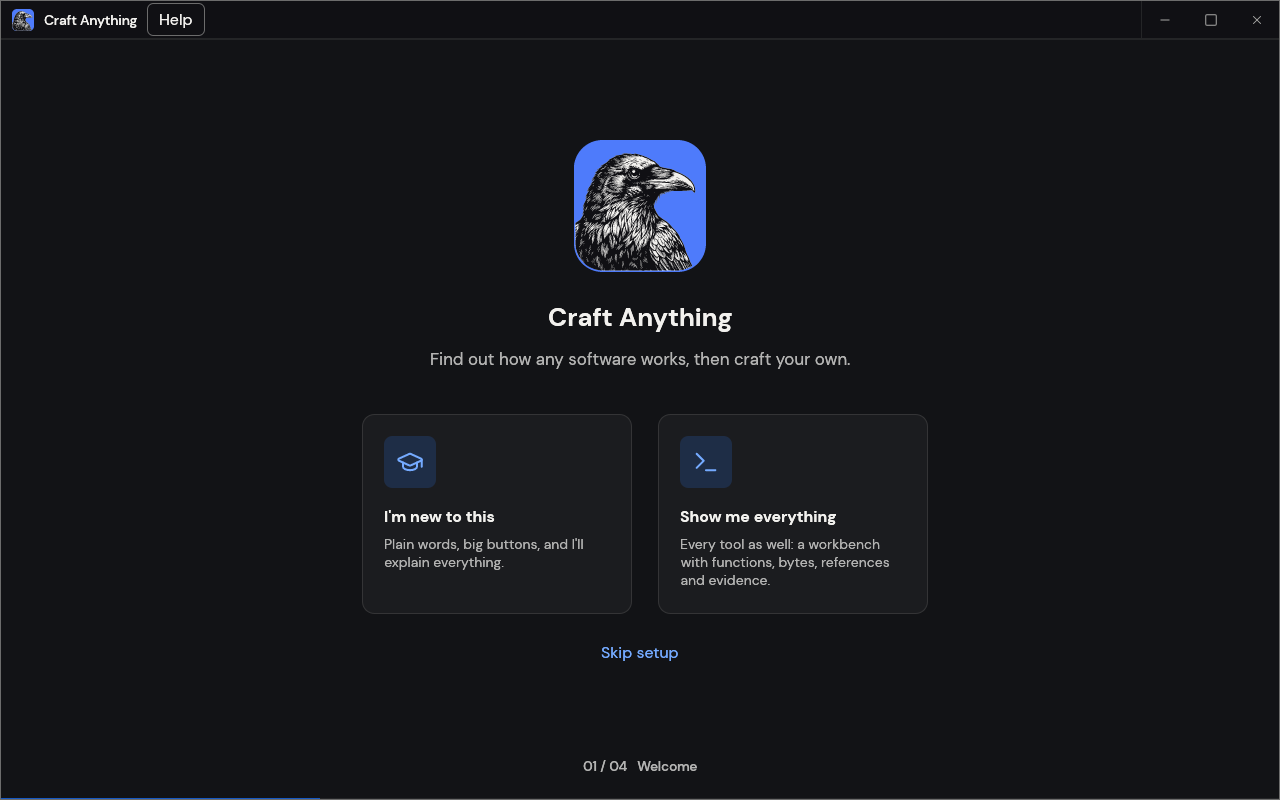 Craft Anything
Help
Craft Anything
Find out how any software works, then craft your own.
I'm new to this
Plain words, big buttons, and I'll
explain everything.
Show me everything
Every tool as well: a workbench
with functions, bytes, references
and evidence.
Skip setup
01 / 04 Welcome